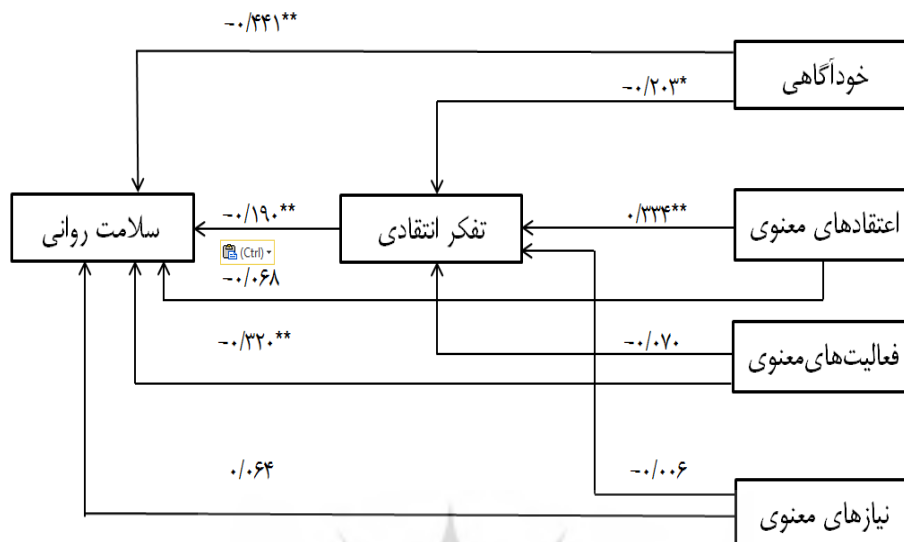 -۰/۴۴۱**
خودآگاهی
-۰/۲۰۳*
اعتقادهای معنوی
۰/۳۳۴**
تفکر انتقادی
-۰/۱۹۰**
سلامت روانی
(Ctrl)
-۰/۰۶۸
فعالیت‌های معنوی
-۰/۰۷۰
-۰/۳۲۰**
نیازهای معنوی
-۰/۰۰۶
۰/۰۶۴